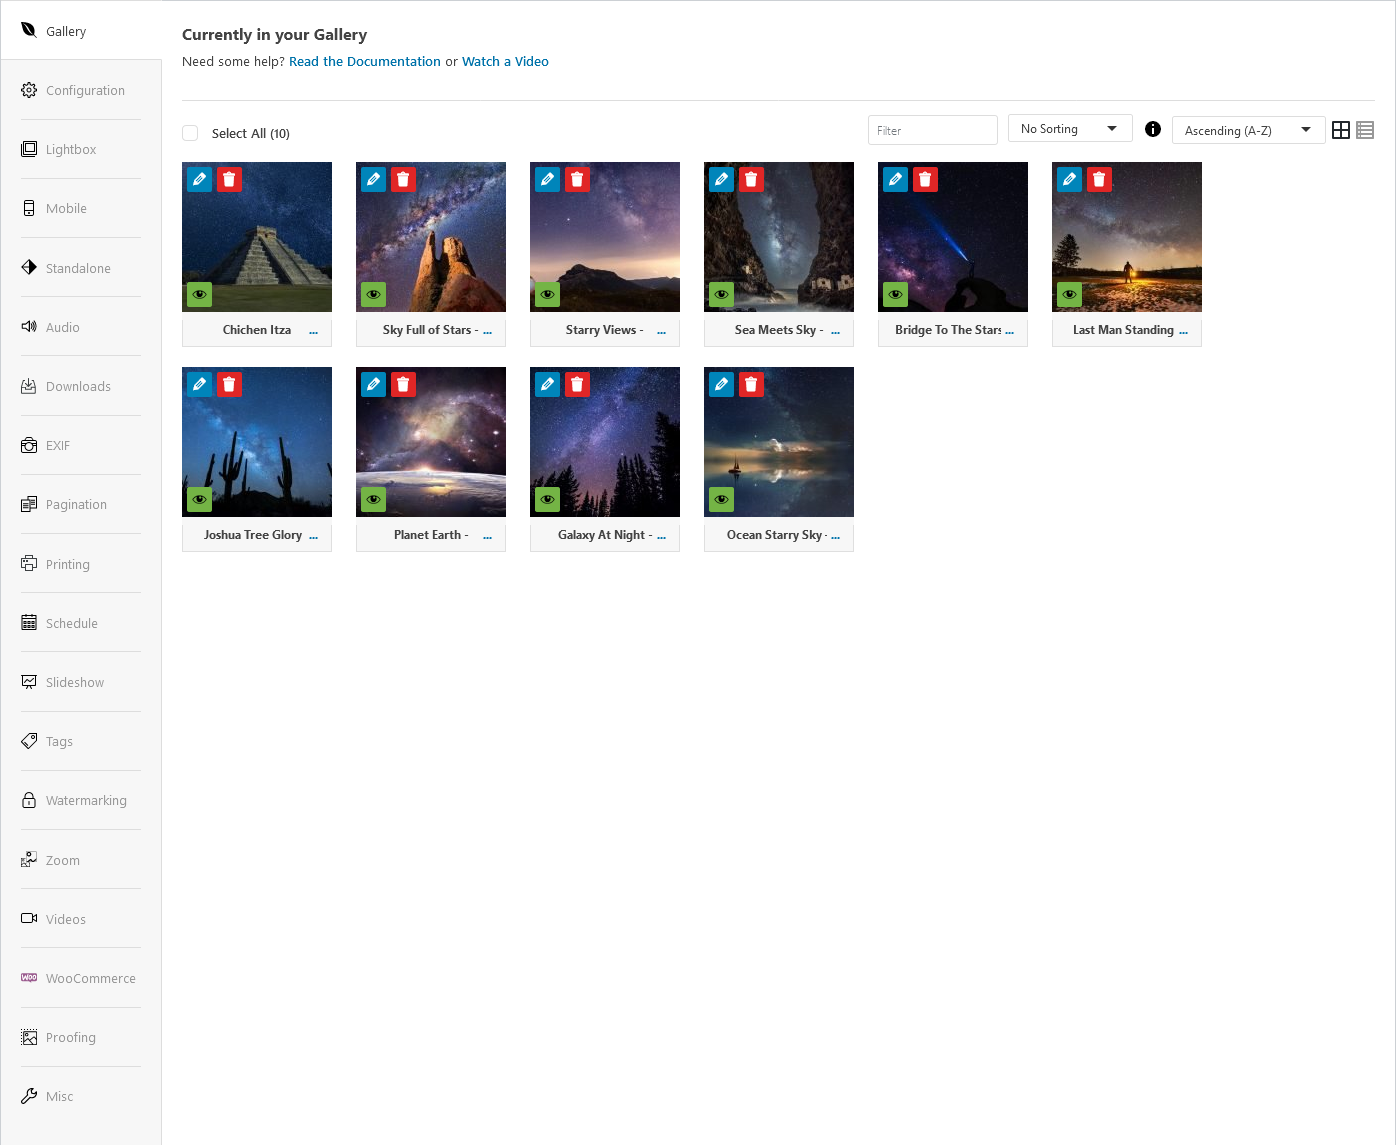 Gallery
Configuration
Lightbox
Mobile
Standalone
Audio
Downloads
EXIF
Pagination
Printing
Schedule
Slideshow
Tags
Watermarking
Zoom
Videos
WOO WooCommerce
Proofing
Misc
Currently in your Gallery
Need some help? Read the Documentation or Watch a Video
Select All (10)
Filter
No Sorting
Ascending (A-Z)
Chichen Itza ...
Sky Full of Stars - ...
Starry Views - ...
Sea Meets Sky - ...
Bridge To The Stars ...
Last Man Standing ...
Joshua Tree Glory ...
Planet Earth - ...
Galaxy At Night - ...
Ocean Starry Sky - ...